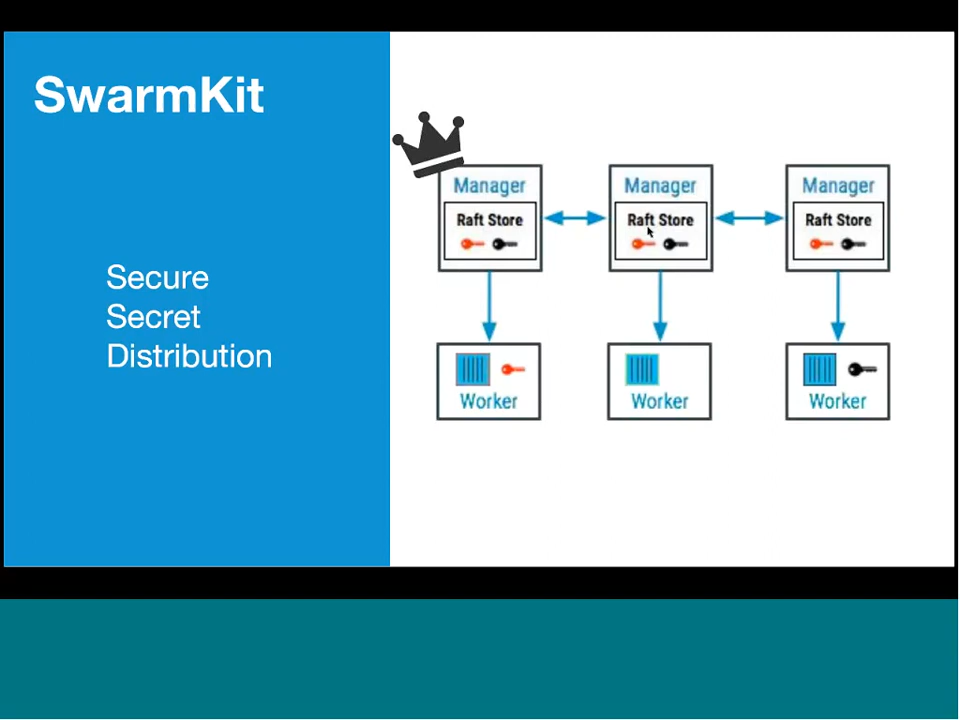 SwarmKit
Secure
Secret
Distribution
Manager
Raft Store
Manager
Raft Store
Manager
Raft Store
Worker
Worker
Worker